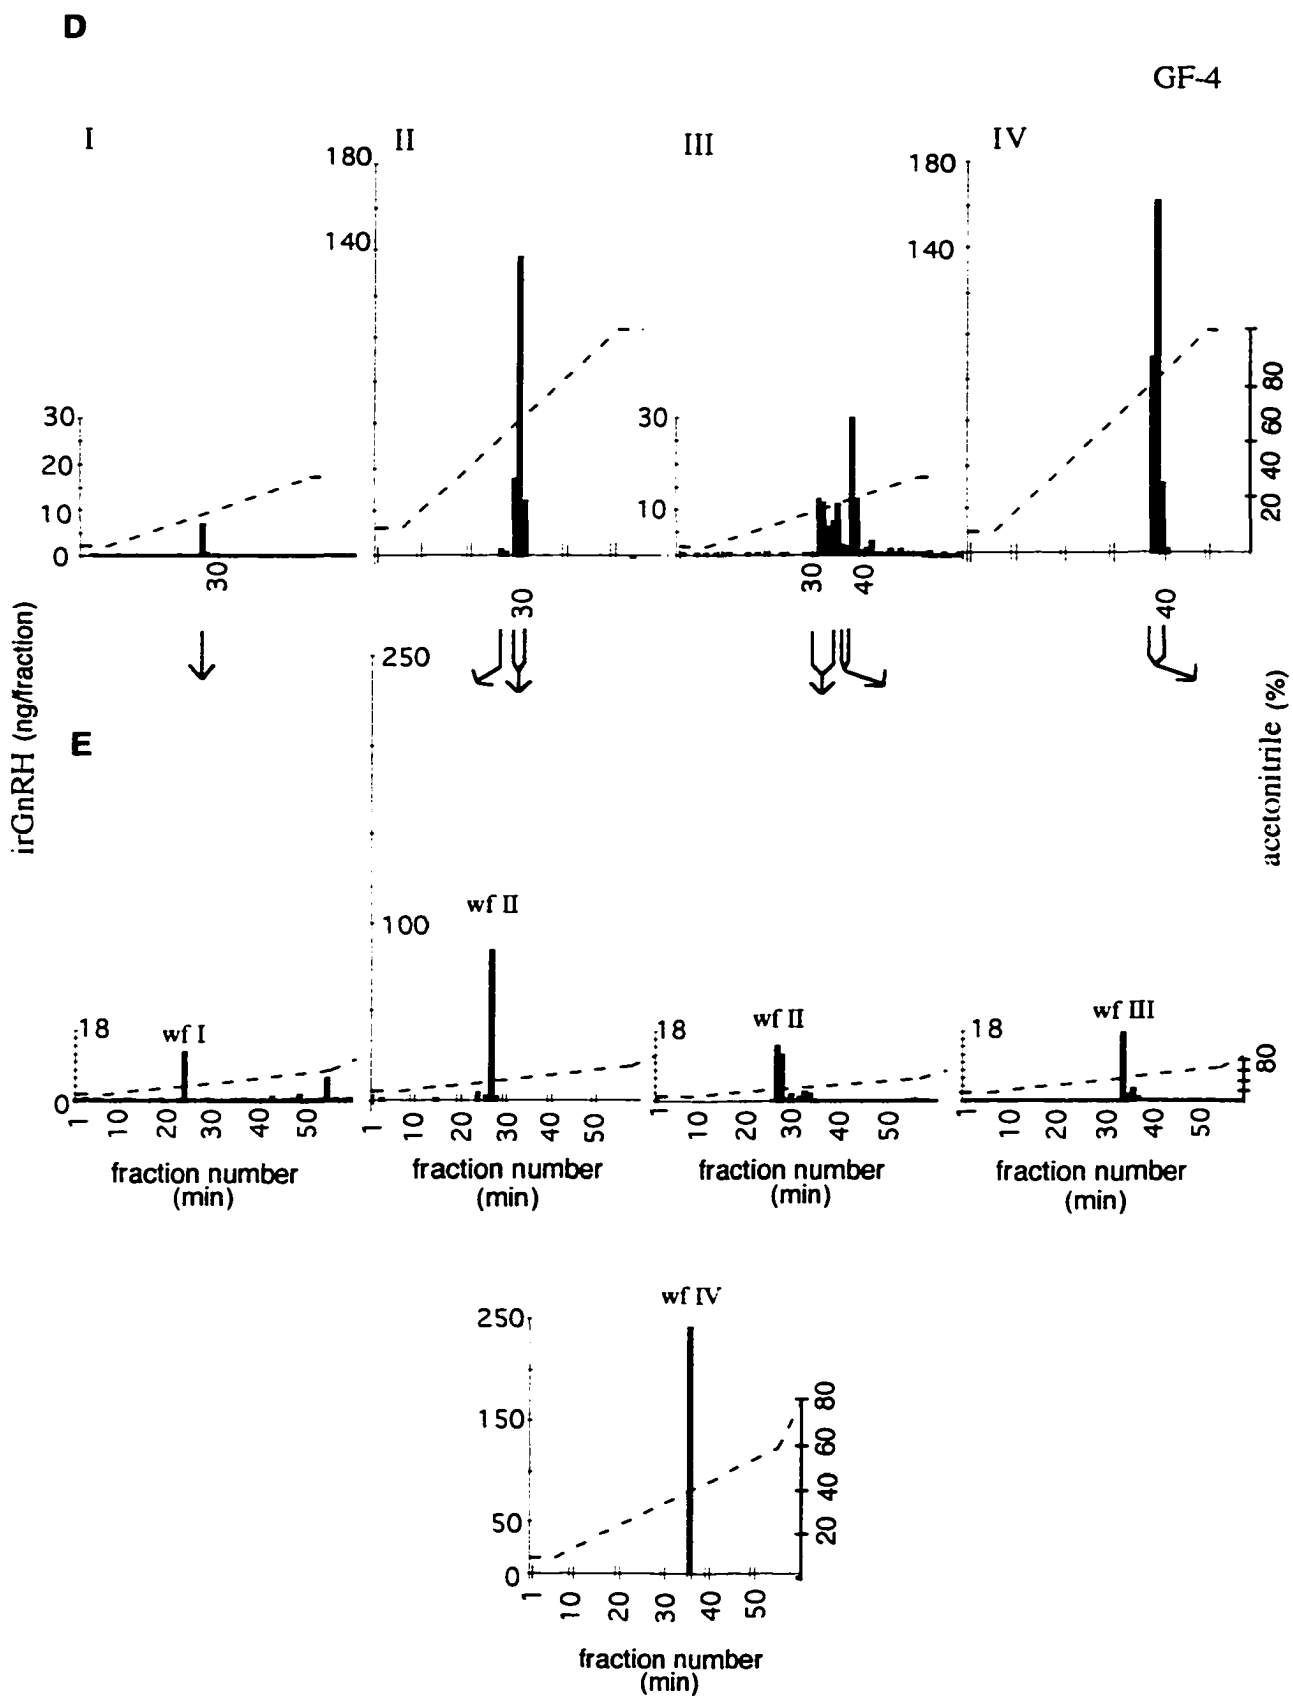 D
GF-4
I
II
III
IV
180
140
180
140
30
20
10
0
30
10
80
60
40
20
30
30
30
40
40
irGnRH (ng/fraction)
acetonitrile (%)
E
250
100
wf II
18
wf I
0
18
wf II
18
wf III
80
1 10 20 30 40 50
1 10 20 30 40 50
1 10 20 30 40 50
1 10 20 30 40 50
fraction number
(min)
fraction number
(min)
fraction number
(min)
fraction number
(min)
wf IV
250
150
50
0
80
60
40
20
1 10 20 30 40 50
fraction number
(min)